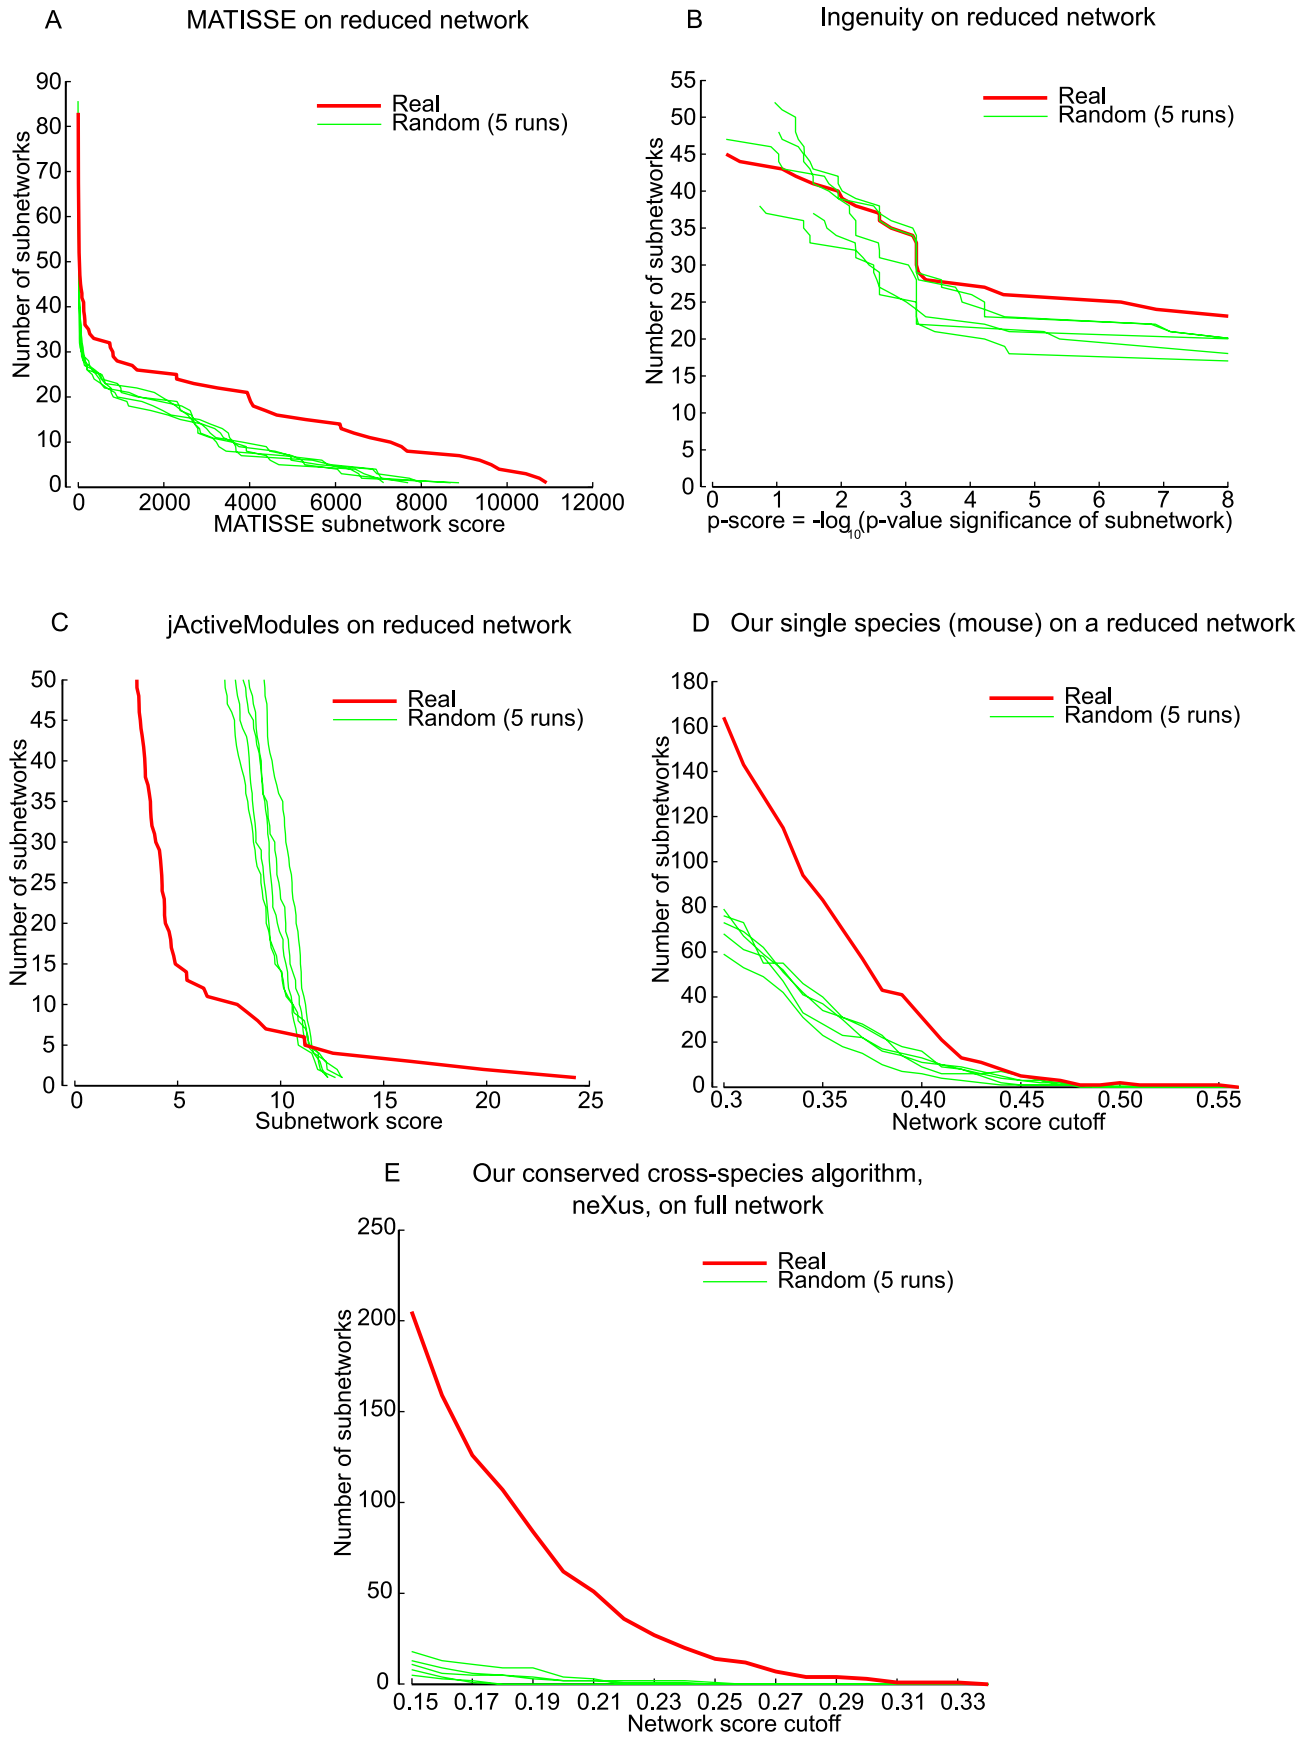 A
MATISSE on reduced network
Number of subnetworks
90
80
70
60
50
40
30
20
10
0
Real
Random (5 runs)
0 2000 4000 6000 8000 10000 12000
MATISSE subnetwork score
B
Ingenuity on reduced network
Number of subnetworks
55
50
45
40
35
30
25
20
15
10
5
0
Real
Random (5 runs)
0 1 2 3 4 5 6 7 8
p-score = -log10(p-value significance of subnetwork)
C
jActiveModules on reduced network
Number of subnetworks
50
45
40
35
30
25
20
15
10
5
0
Real
Random (5 runs)
0 5 10 15 20 25
Subnetwork score
D
Our single species (mouse) on a reduced network
Number of subnetworks
180
160
140
120
100
80
60
40
20
0
Real
Random (5 runs)
0.3 0.35 0.40 0.45 0.50 0.55
Network score cutoff
E
Our conserved cross-species algorithm,
neXus, on full network
Number of subnetworks
250
200
150
100
50
0
Real
Random (5 runs)
0.15 0.17 0.19 0.21 0.23 0.25 0.27 0.29 0.31 0.33
Network score cutoff